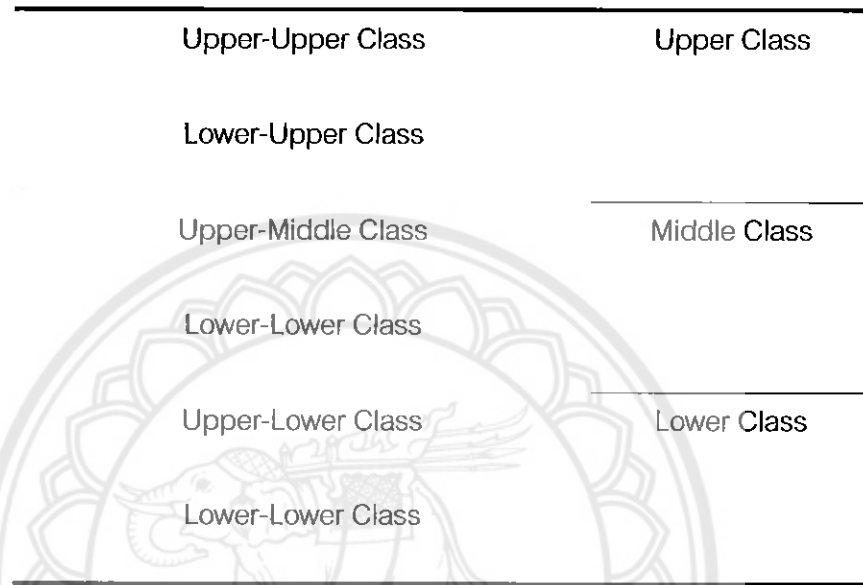 Upper-Upper Class Upper Class
Lower-Upper Class
Upper-Middle Class Middle Class
Lower-Lower Class
Upper-Lower Class Lower Class
Lower-Lower Class